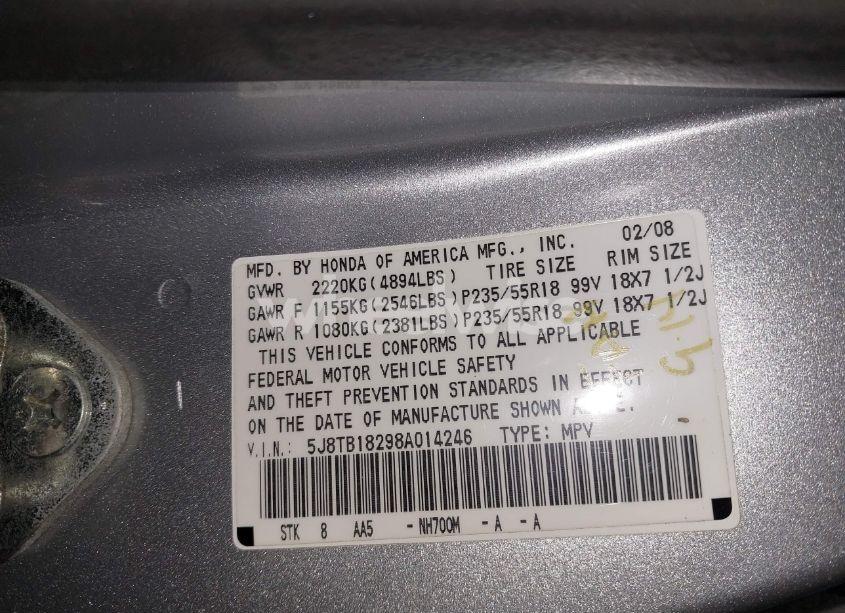 MFD. BY HONDA OF AMERICA MFG., INC. 02/08
GVWR 2220KG(4894LBS) TIRE SIZE RIM SIZE
GAWR F 1155KG(2546LBS)P235/55R18 99V 18X7 1/2J
GAWR R 1080KG(2381LBS)P235/55R18 99V 18X7 1/2J
THIS VEHICLE CONFORMS TO ALL APPLICABLE
FEDERAL MOTOR VEHICLE SAFETY
AND THEFT PREVENTION STANDARDS IN EFFECT
ON THE DATE OF MANUFACTURE SHOWN
V.I.N.: 5J8TB18298A014246 TYPE: MPV
STK 8 AA5 -NH700M -A -A